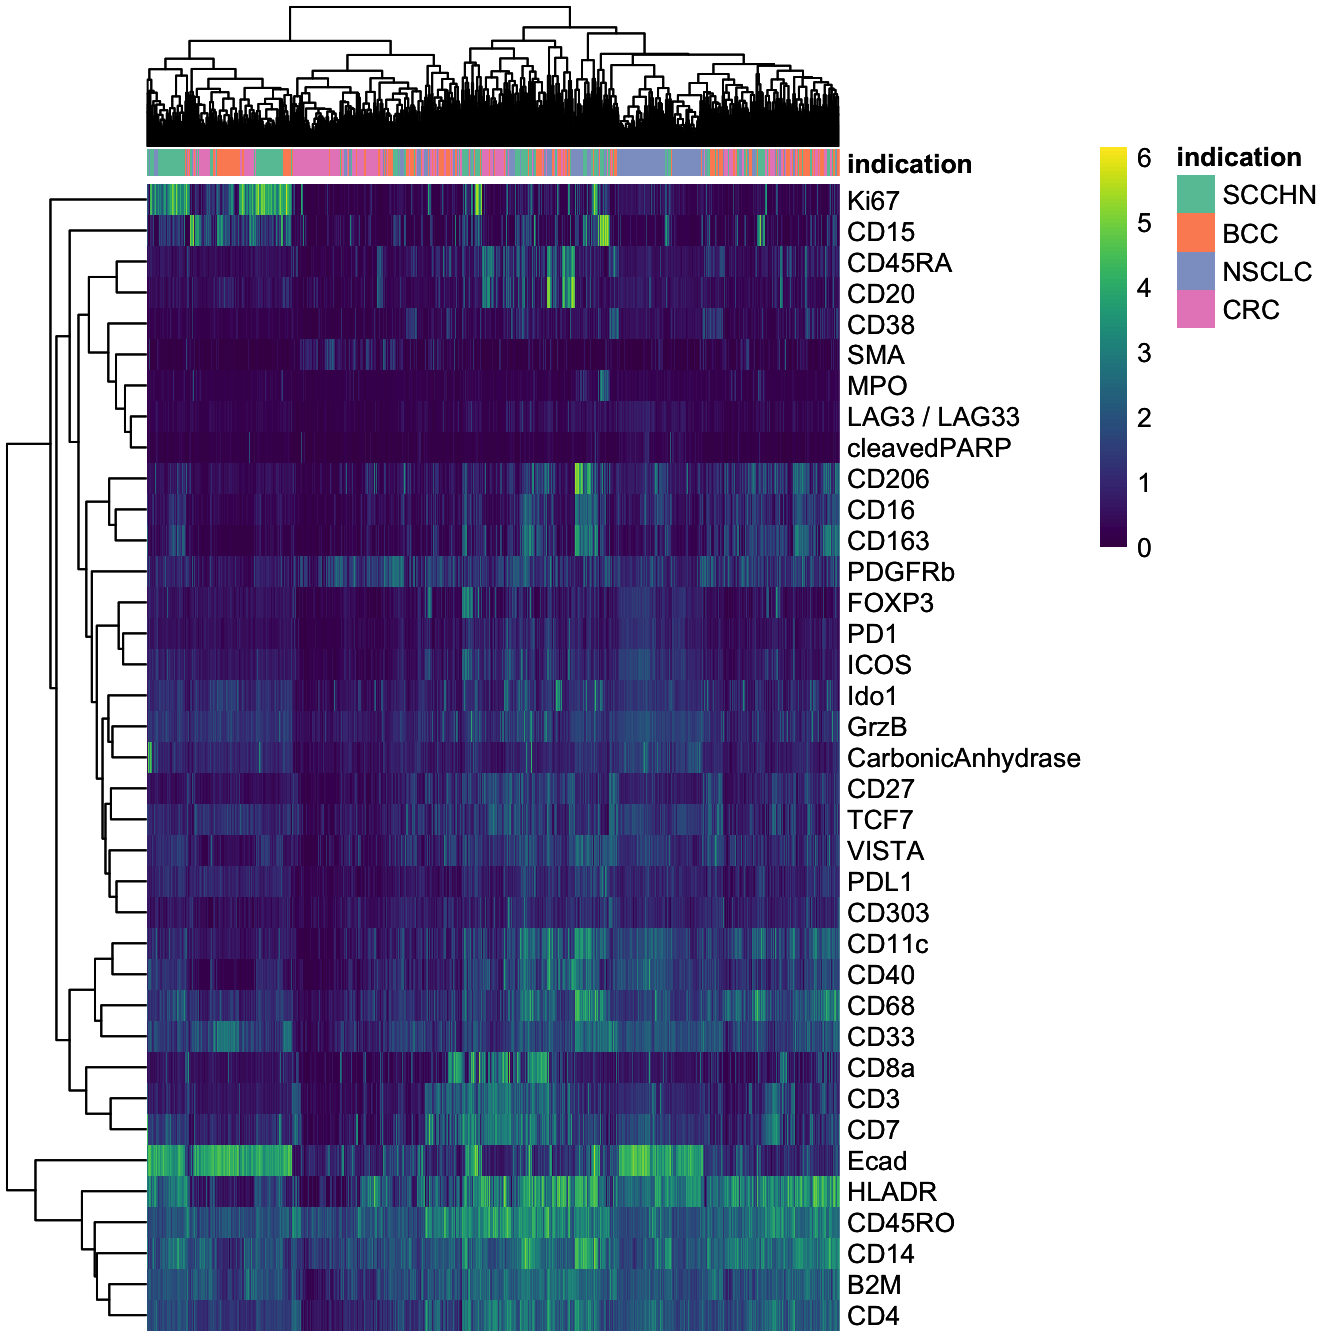 indication
Ki67
CD15
CD45RA
CD20
CD38
SMA
MPO
LAG3 / LAG33
cleavedPARP
CD206
CD16
CD163
PDGFRb
FOXP3
PD1
ICOS
Ido1
GrzB
CarbonicAnhydrase
CD27
TCF7
VISTA
PDL1
CD303
CD11c
CD40
CD68
CD33
CD8a
CD3
CD7
Ecad
HLADR
CD45RO
CD14
B2M
CD4
6
5
4
3
2
1
0
indication
SCCHN
BCC
NSCLC
CRC